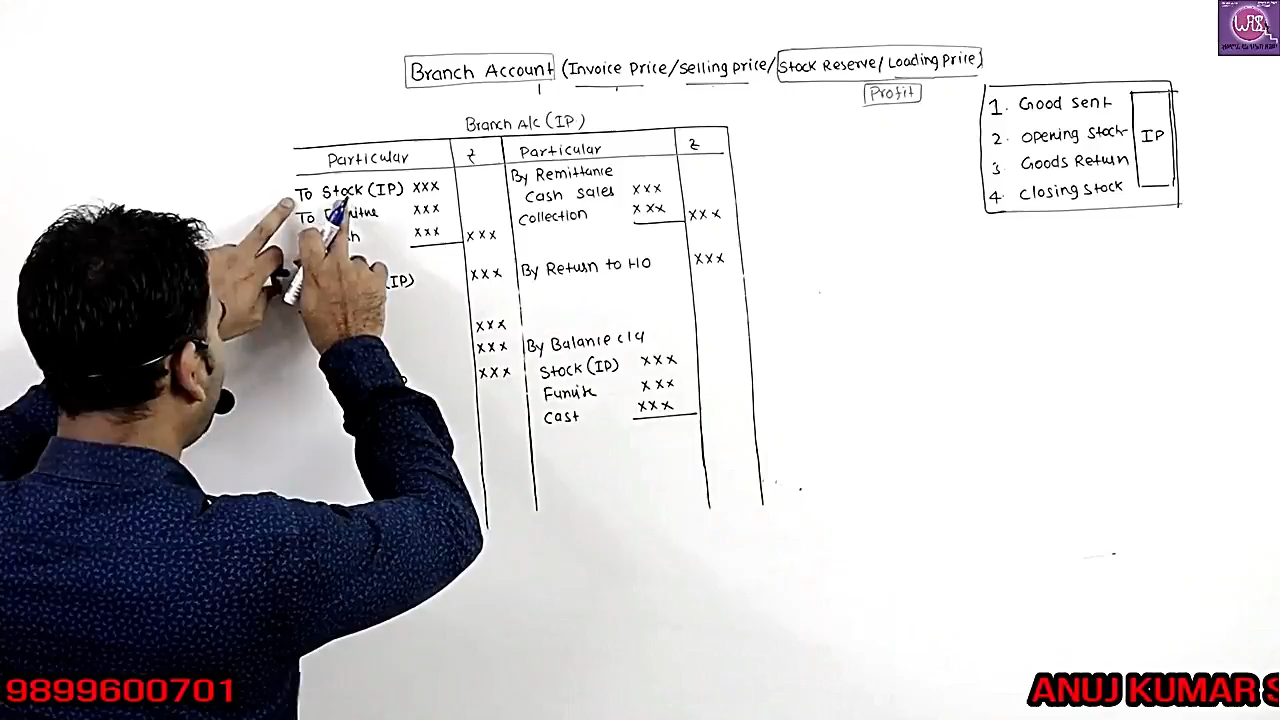 Branch Account (Invoice Price/Selling Price/Stock Reserve/Loading Price)
Profit
Branch A/c (IP)
Particular ₹ Particular ₹
To Stock (IP) xxx
To xxx
xxx xxx
(IP) xxx
xxx
xxx
xxx
By Remittance
Cash Sales xxx
Collection xxx xxx
By Return to HO xxx
By Balance c/d
Stock (IP) xxx
xxx
Cast xxx
1. Good Sent
2. Opening Stock
3. Goods Return
4. Closing Stock
IP
9899600701
ANUJ KUMAR S